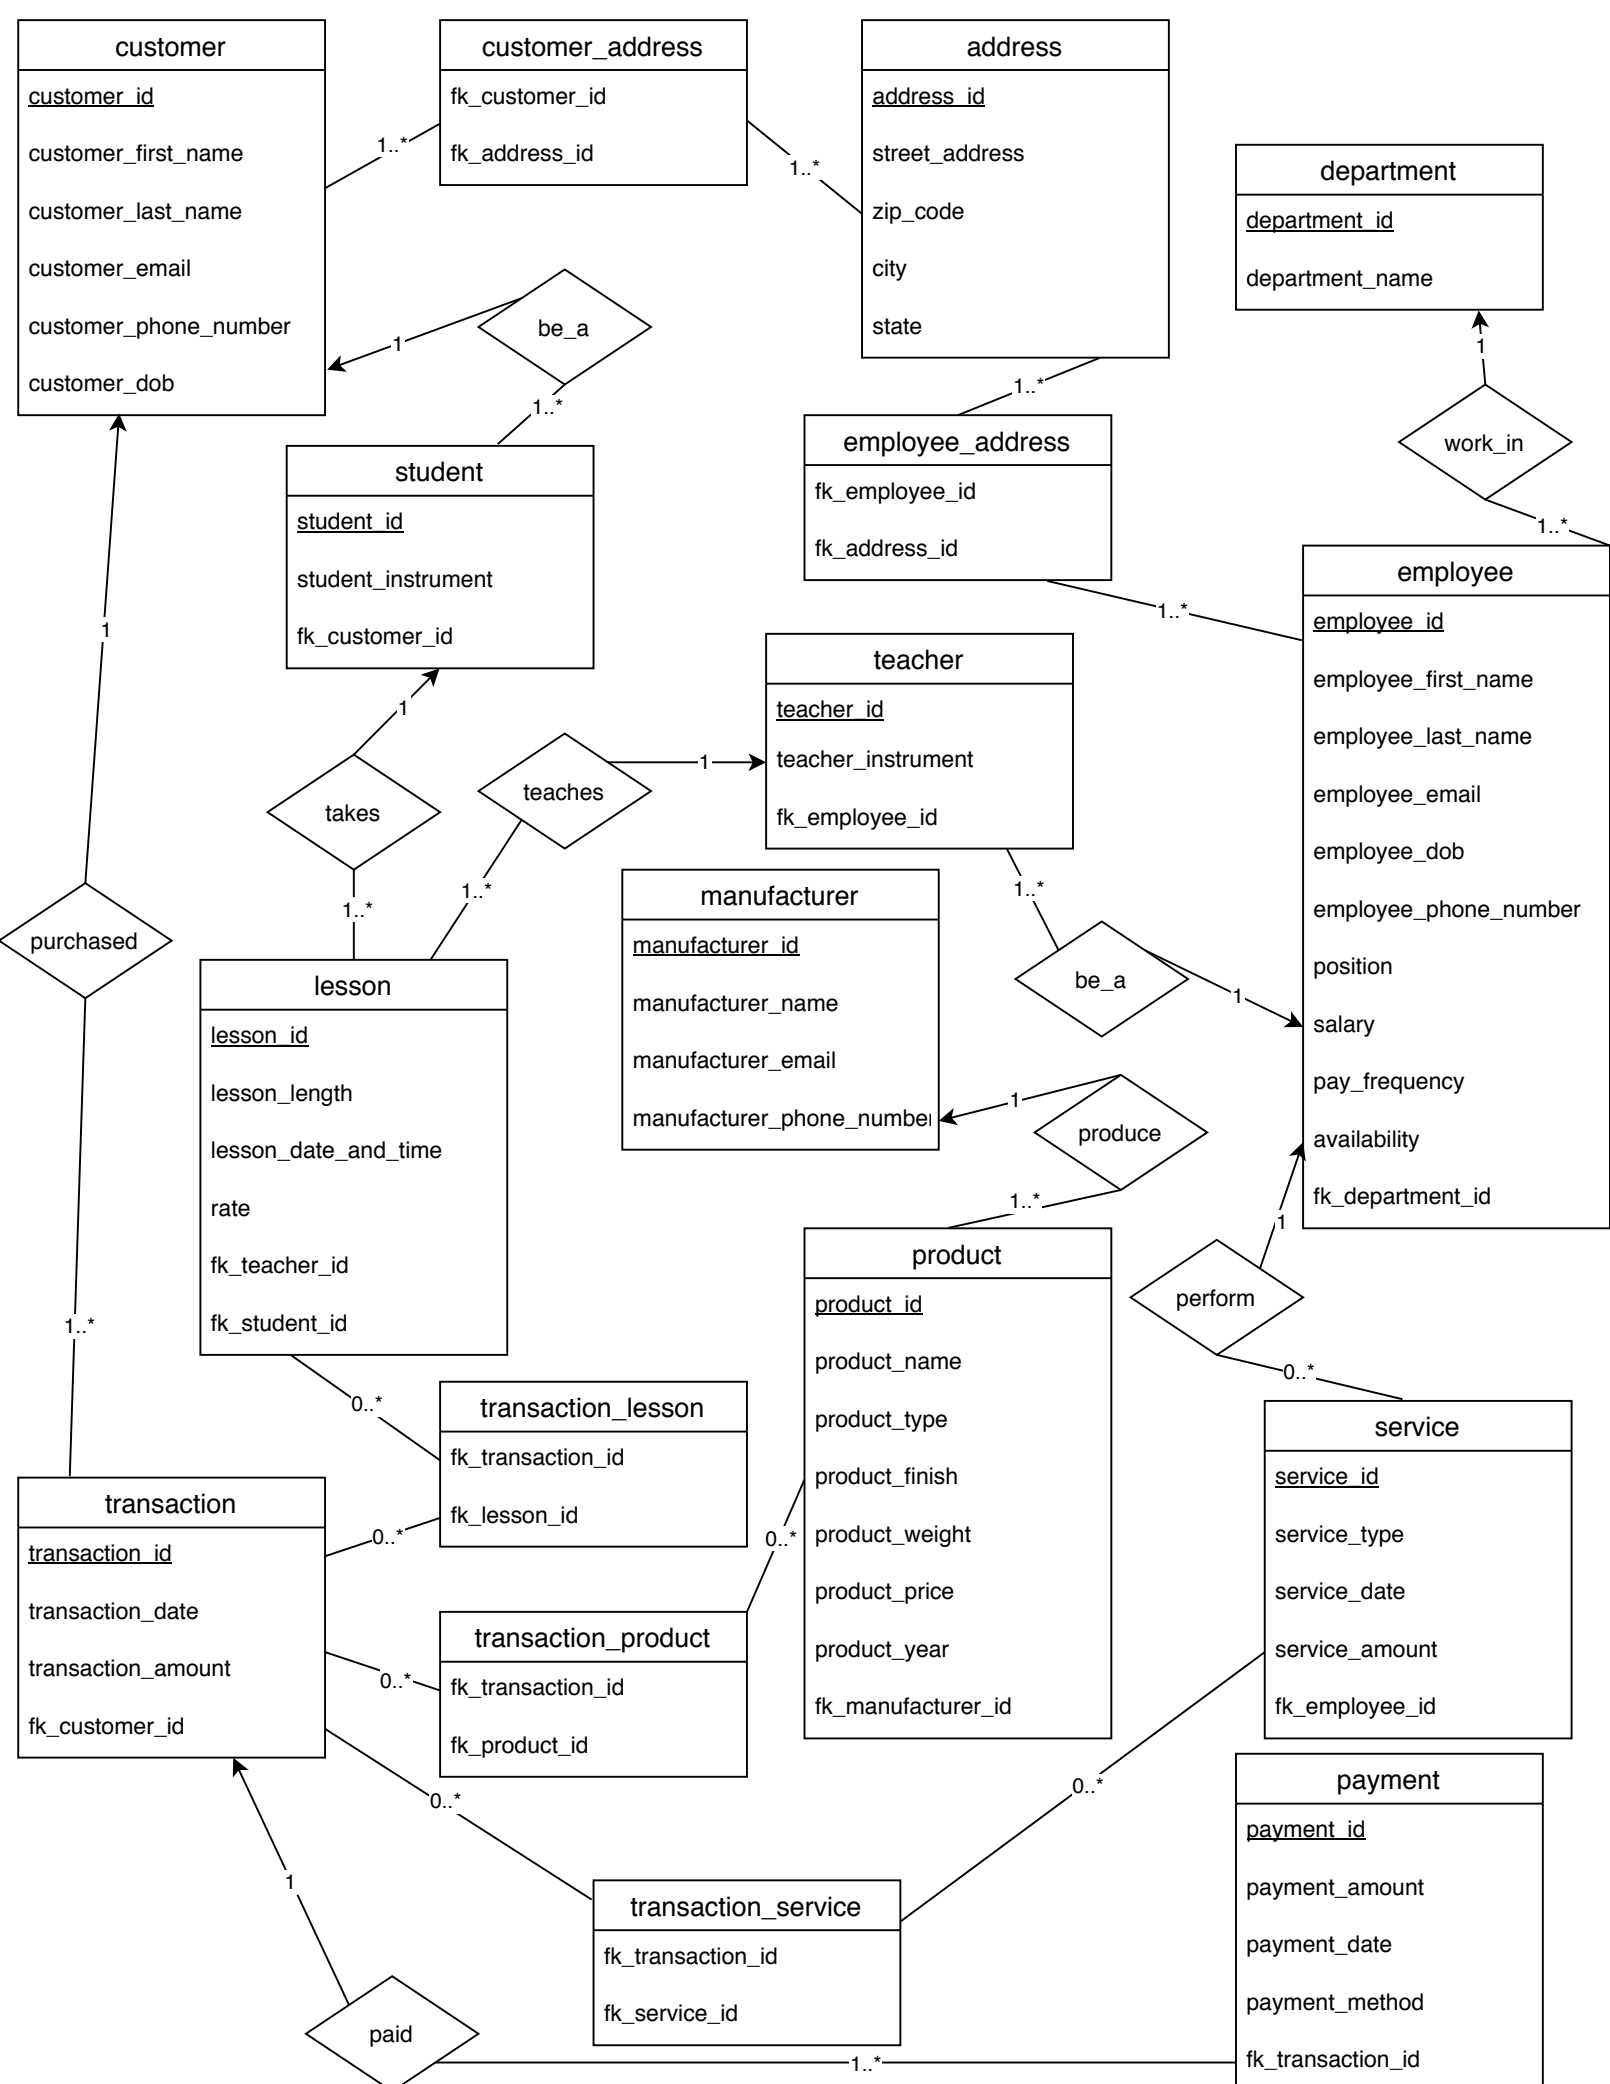 customer
customer_id
customer_first_name
customer_last_name
customer_email
customer_phone_number
customer_dob
1..*
customer_address
fk_customer_id
fk_address_id
1..*
address
address_id
street_address
zip_code
city
state
department
department_id
department_name
1
work_in
1..*
be_a
1
1..*
1..*
employee_address
fk_employee_id
fk_address_id
1..*
student
student_id
student_instrument
fk_customer_id
1
takes
1..*
teaches
1
1..*
teacher
teacher_id
teacher_instrument
fk_employee_id
1..*
be_a
1
employee
employee_id
employee_first_name
employee_last_name
employee_email
employee_dob
employee_phone_number
position
salary
pay_frequency
availability
fk_department_id
1
purchased
1..*
manufacturer
manufacturer_id
manufacturer_name
manufacturer_email
manufacturer_phone_number
1
produce
1..*
lesson
lesson_id
lesson_length
lesson_date_and_time
rate
fk_teacher_id
fk_student_id
0..*
product
product_id
product_name
product_type
product_finish
product_weight
product_price
product_year
fk_manufacturer_id
1
perform
0..*
transaction_lesson
fk_transaction_id
fk_lesson_id
0..*
0..*
service
service_id
service_type
service_date
service_amount
fk_employee_id
transaction
transaction_id
transaction_date
transaction_amount
fk_customer_id
transaction_product
fk_transaction_id
fk_product_id
0..*
0..*
0..*
1
transaction_service
fk_transaction_id
fk_service_id
payment
payment_id
payment_amount
payment_date
payment_method
fk_transaction_id
paid
1..*